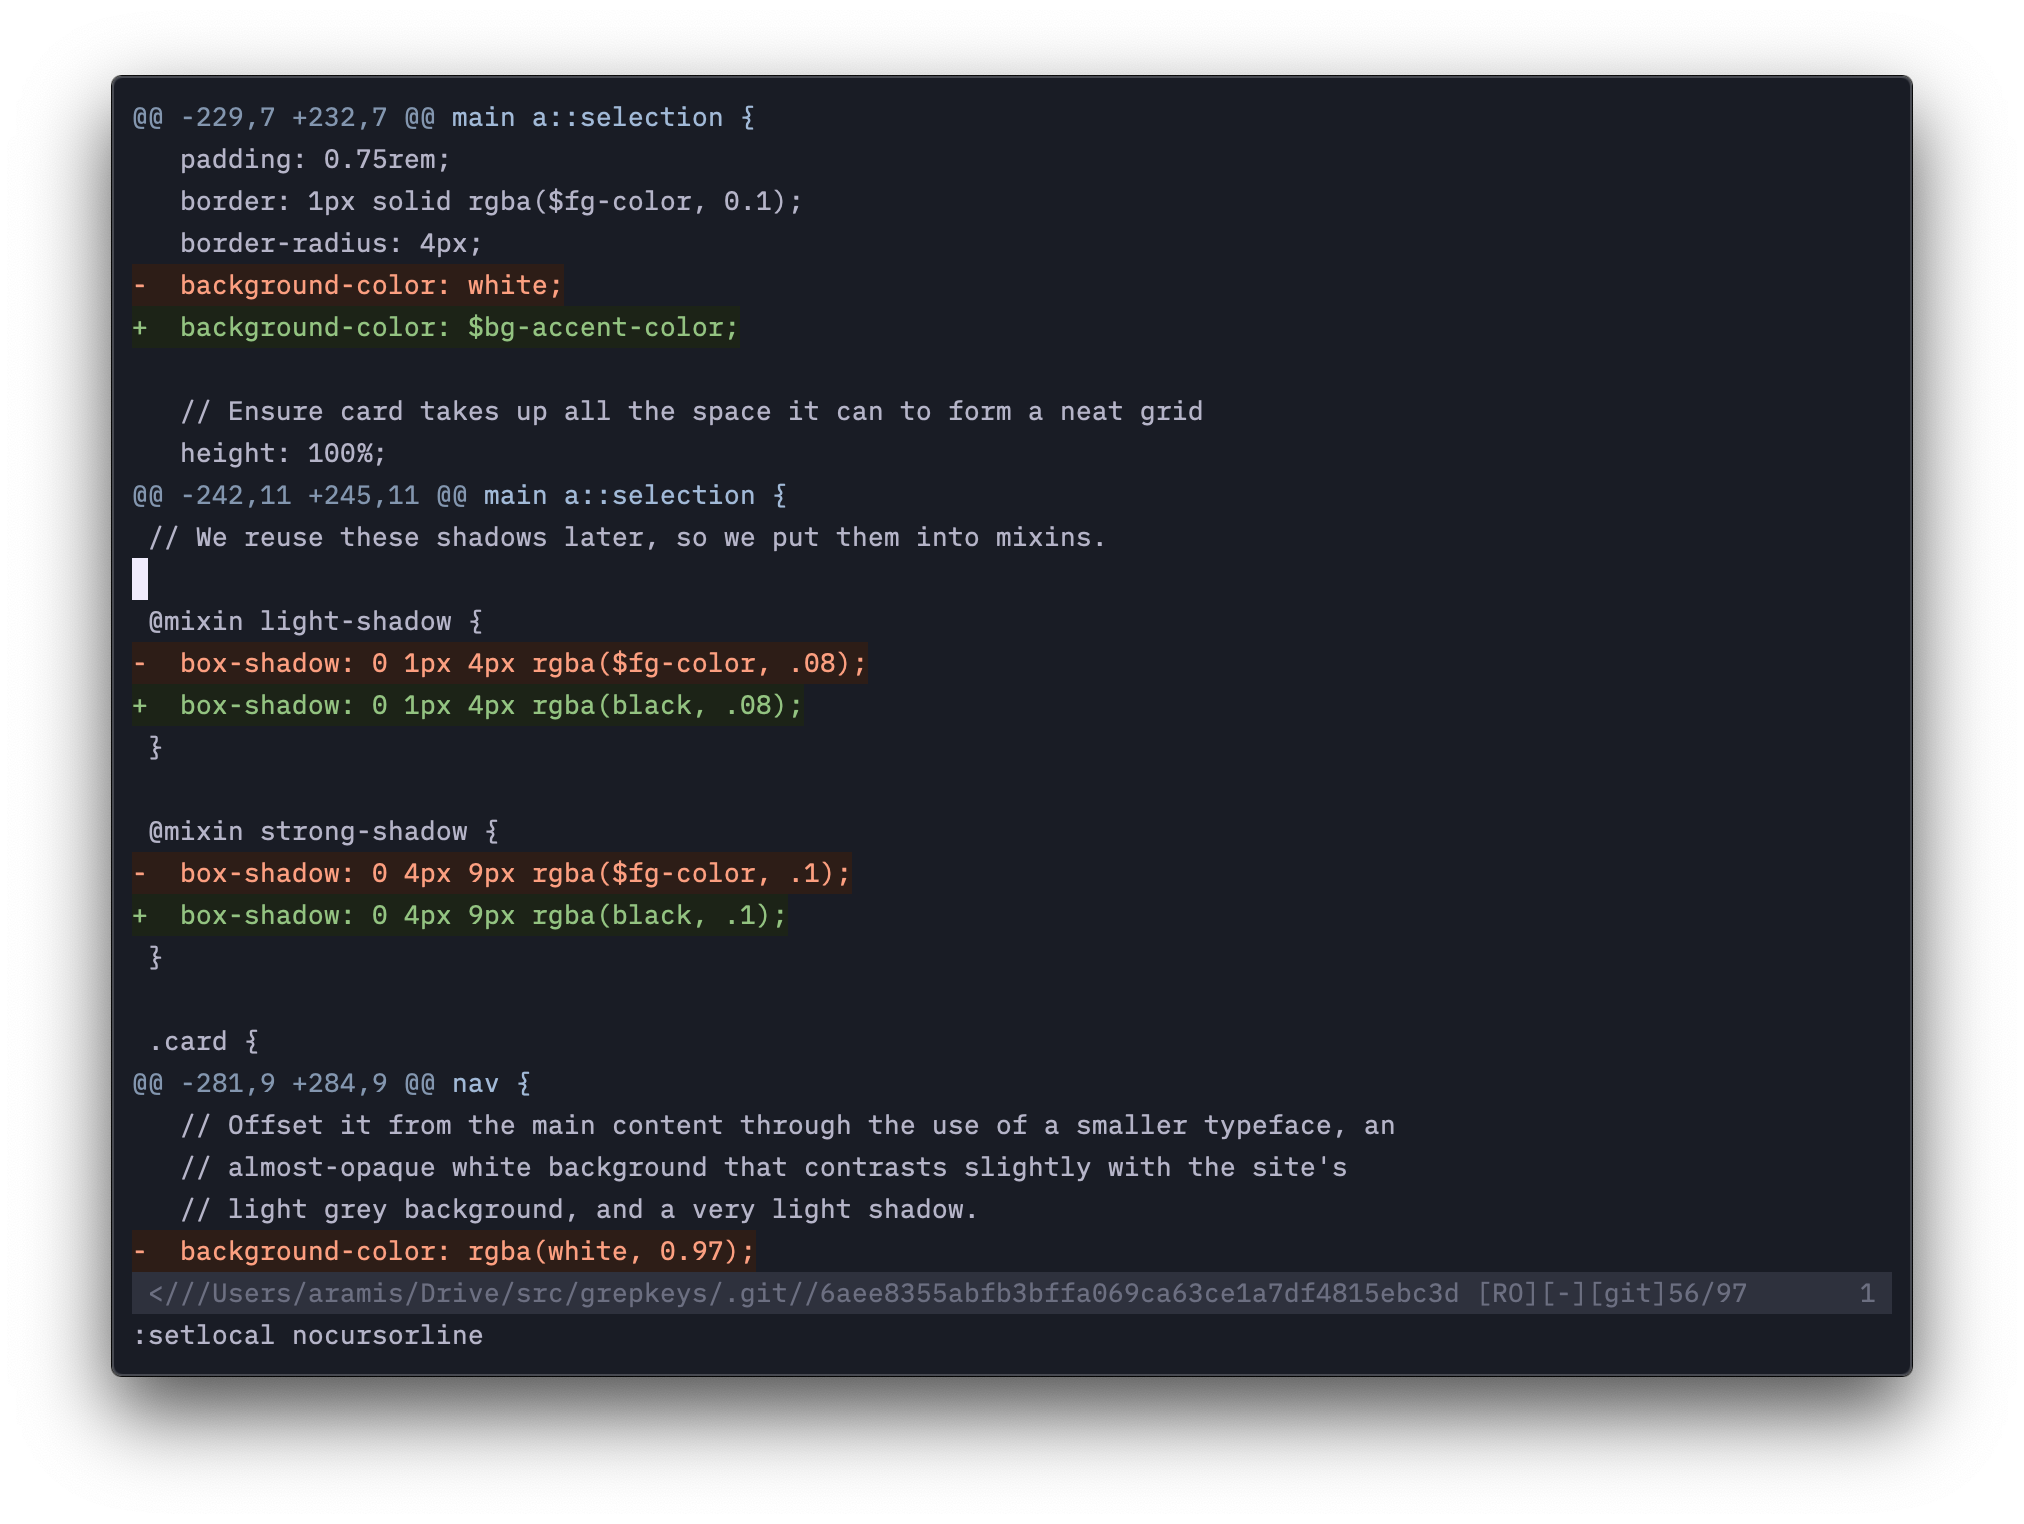 @@ -229,7 +232,7 @@ main a::selection {
   padding: 0.75rem;
   border: 1px solid rgba($fg-color, 0.1);
   border-radius: 4px;
-  background-color: white;
+  background-color: $bg-accent-color;
   // Ensure card takes up all the space it can to form a neat grid
   height: 100%;
@@ -242,11 +245,11 @@ main a::selection {
 // We reuse these shadows later, so we put them into mixins.
 @mixin light-shadow {
-  box-shadow: 0 1px 4px rgba($fg-color, .08);
+  box-shadow: 0 1px 4px rgba(black, .08);
 }
 @mixin strong-shadow {
-  box-shadow: 0 4px 9px rgba($fg-color, .1);
+  box-shadow: 0 4px 9px rgba(black, .1);
 }
 .card {
@@ -281,9 +284,9 @@ nav {
   // Offset it from the main content through the use of a smaller typeface, an
   // almost-opaque white background that contrasts slightly with the site's
   // light grey background, and a very light shadow.
-  background-color: rgba(white, 0.97);
 <///Users/aramis/Drive/src/grepkeys/.git//6aee8355abfb3bffa069ca63ce1a7df4815ebc3d [RO][-][git]56/97       1
:setlocal nocursorline